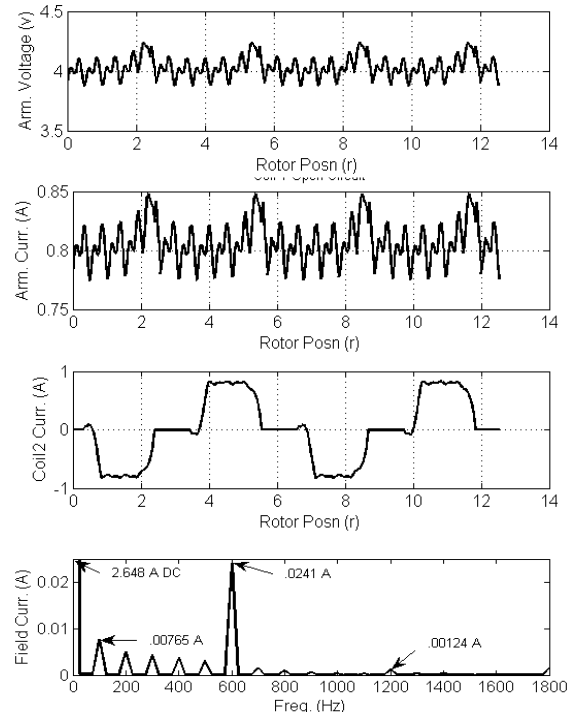 4.5
4
3.5
Arm. Voltage (v)
0 2 4 6 8 10 12 14
Rotor Posn (r)
0.85
0.8
0.75
Arm. Curr. (A)
0 2 4 6 8 10 12 14
Rotor Posn (r)
1
0
-1
Coil2 Curr. (A)
0 2 4 6 8 10 12 14
Rotor Posn (r)
0.02
0.01
0
Field Curr. (A)
2.648 A DC
.0241 A
.00765 A
.00124 A
0 200 400 600 800 1000 1200 1400 1600 1800
Freq. (Hz)